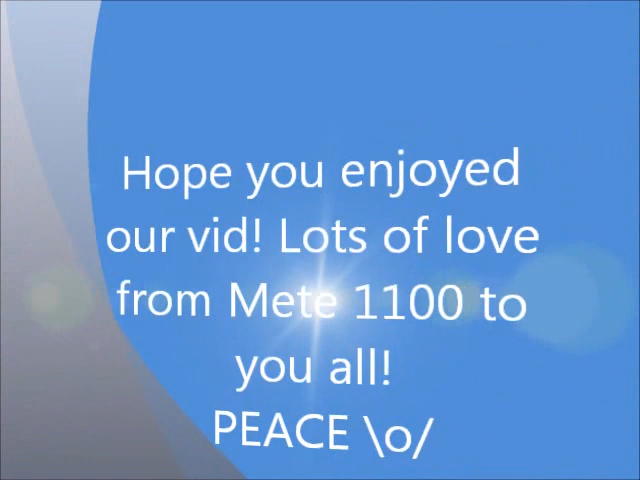 Hope you enjoyed
our vid! Lots of love
from Mete 1100 to
you all!
PEACE \o/